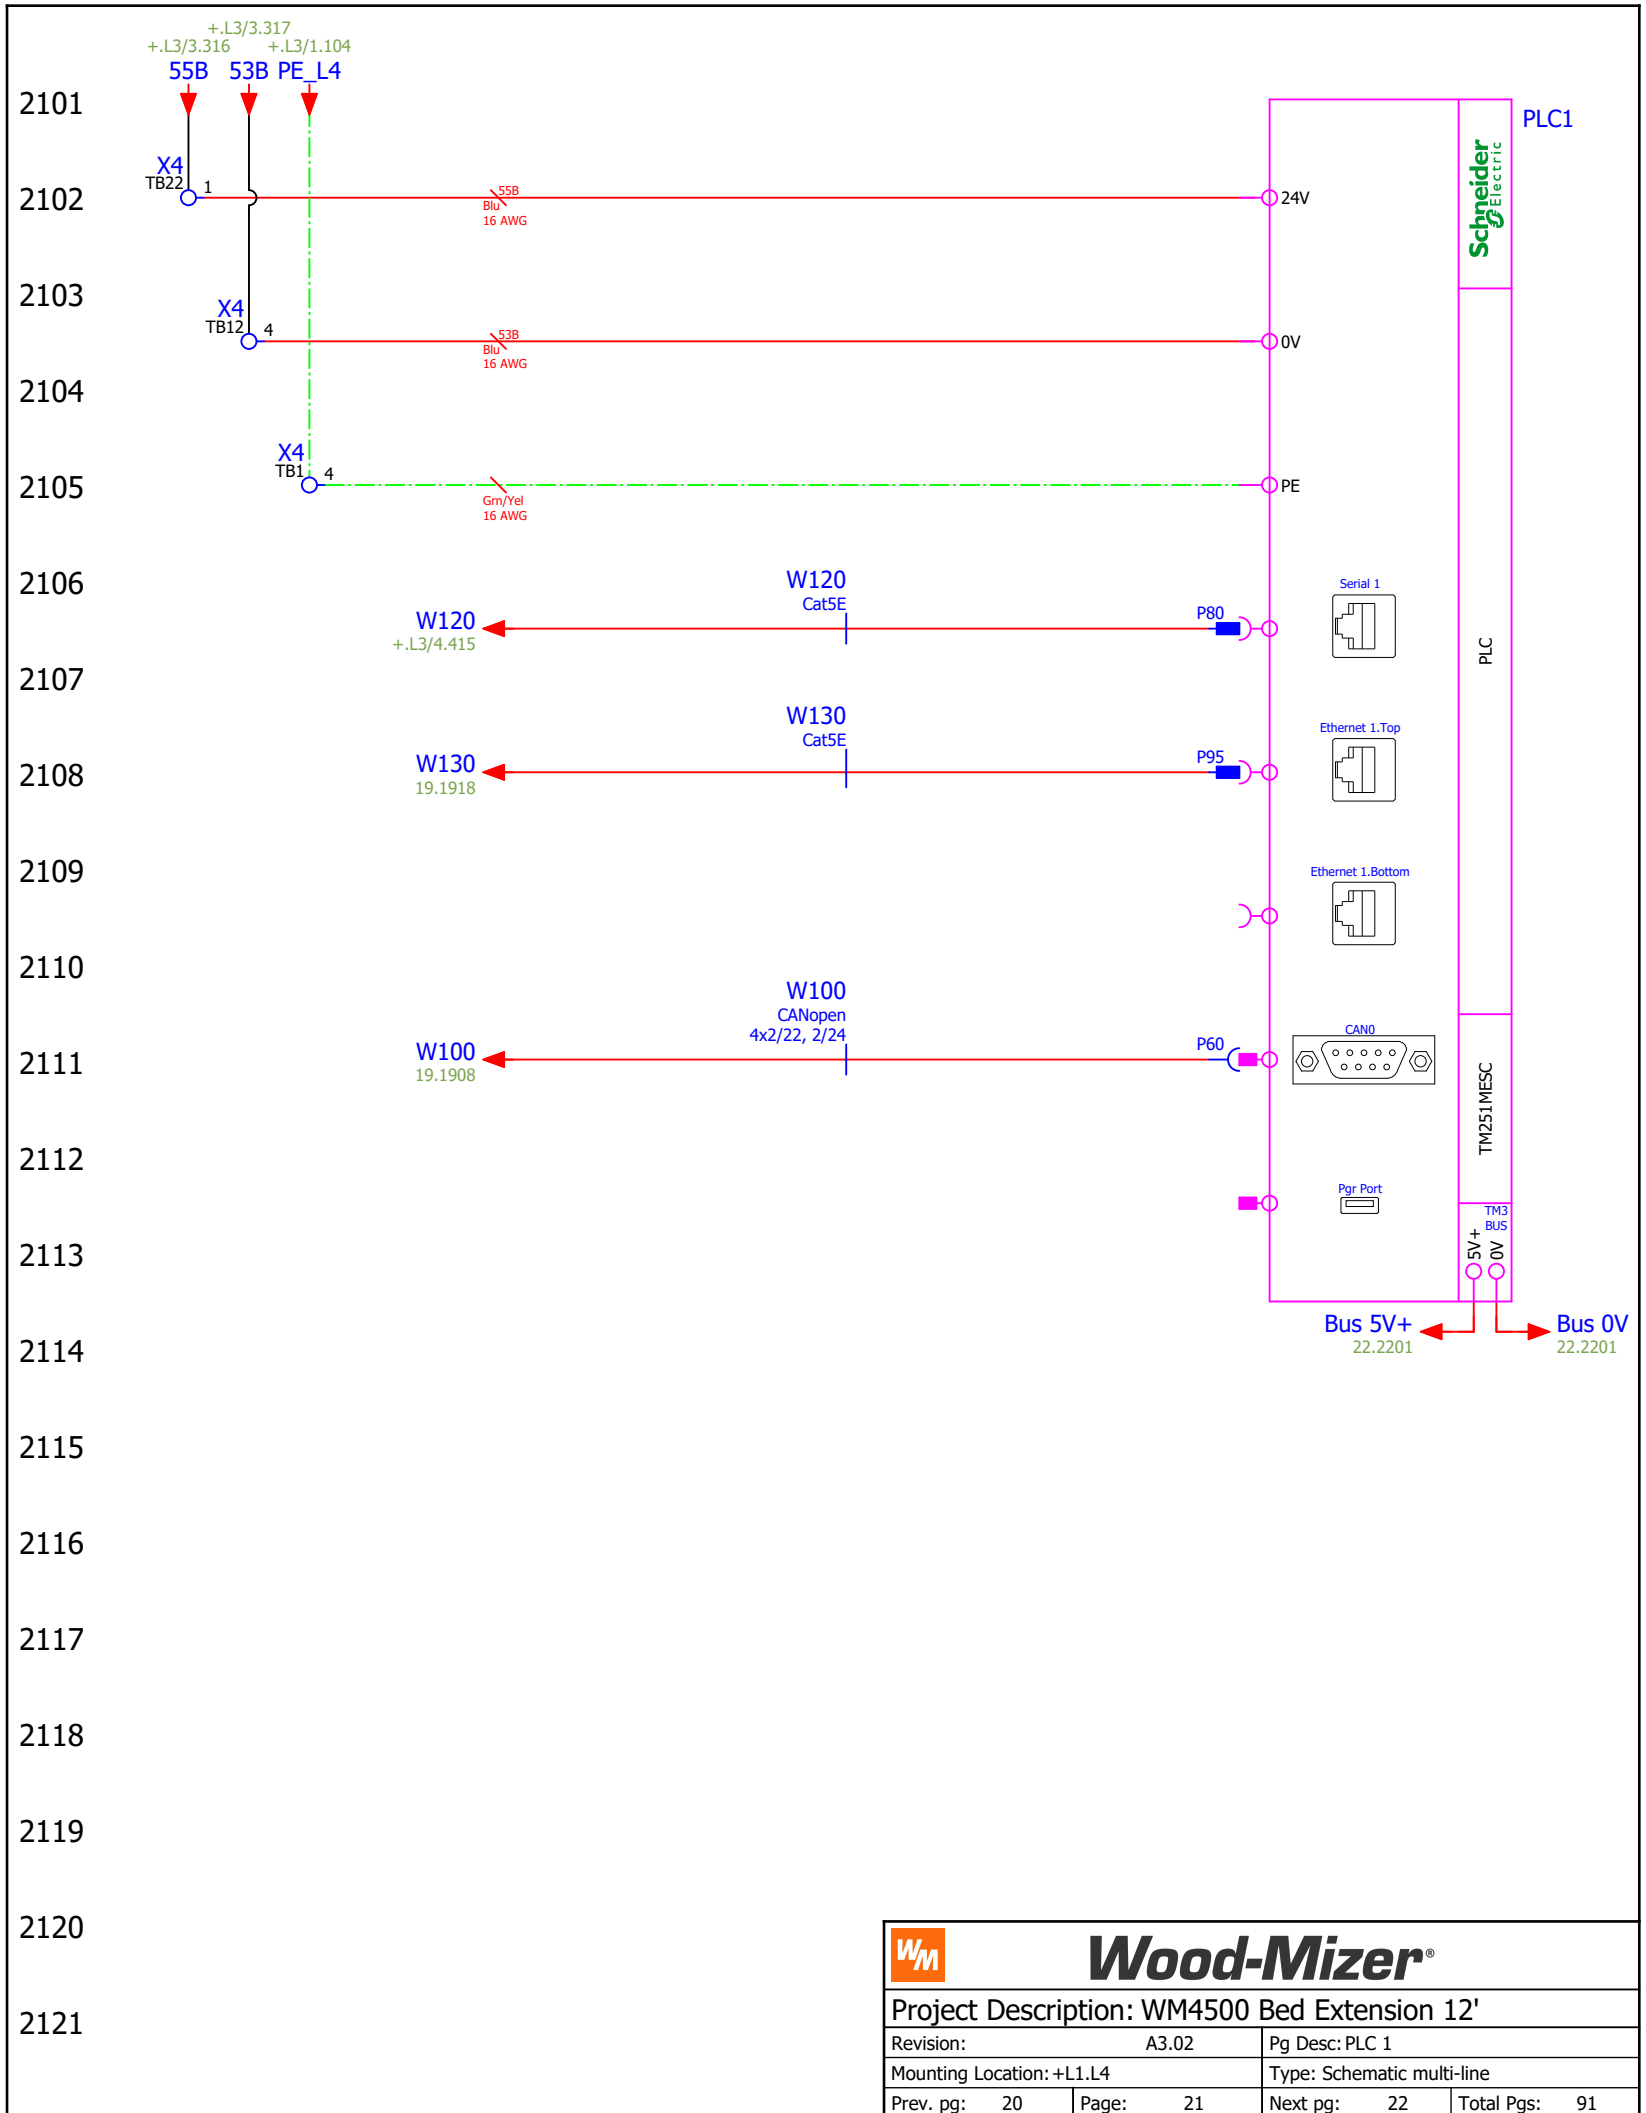 +.L3/3.317
+.L3/3.316
+.L3/1.104
55B
53B
PE_L4
2101
PLC1
Schneider
Electric
X4
TB22
1
2102
55B
Blu
16 AWG
24V
2103
X4
TB12
4
53B
Blu
16 AWG
0V
2104
X4
TB1
4
2105
Grn/Yel
16 AWG
PE
2106
W120
Cat5E
W120
+.L3/4.415
P80
Serial 1
PLC
2107
W130
Cat5E
Ethernet 1.Top
2108
W130
19.1918
P95
2109
Ethernet 1.Bottom
2110
W100
CANopen
4x2/22, 2/24
2111
W100
19.1908
P60
CAN0
TM251MESC
2112
Pgr Port
TM3
BUS
2113
5V+
0V
Bus 5V+
22.2201
Bus 0V
22.2201
2114
2115
2116
2117
2118
2119
2120
WM
Wood-Mizer®
Project Description: WM4500 Bed Extension 12'
2121
Revision: A3.02
Pg Desc: PLC 1
Mounting Location: +L1.L4
Type: Schematic multi-line
Prev. pg: 20
Page: 21
Next pg: 22
Total Pgs: 91